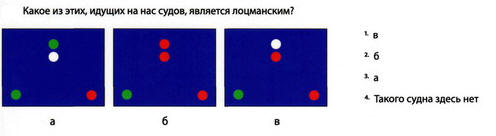 Какое из этих, идущих на нас судов, является лоцманским?
1. в
2. б
3. а
4. Такого судна здесь нет
а б в